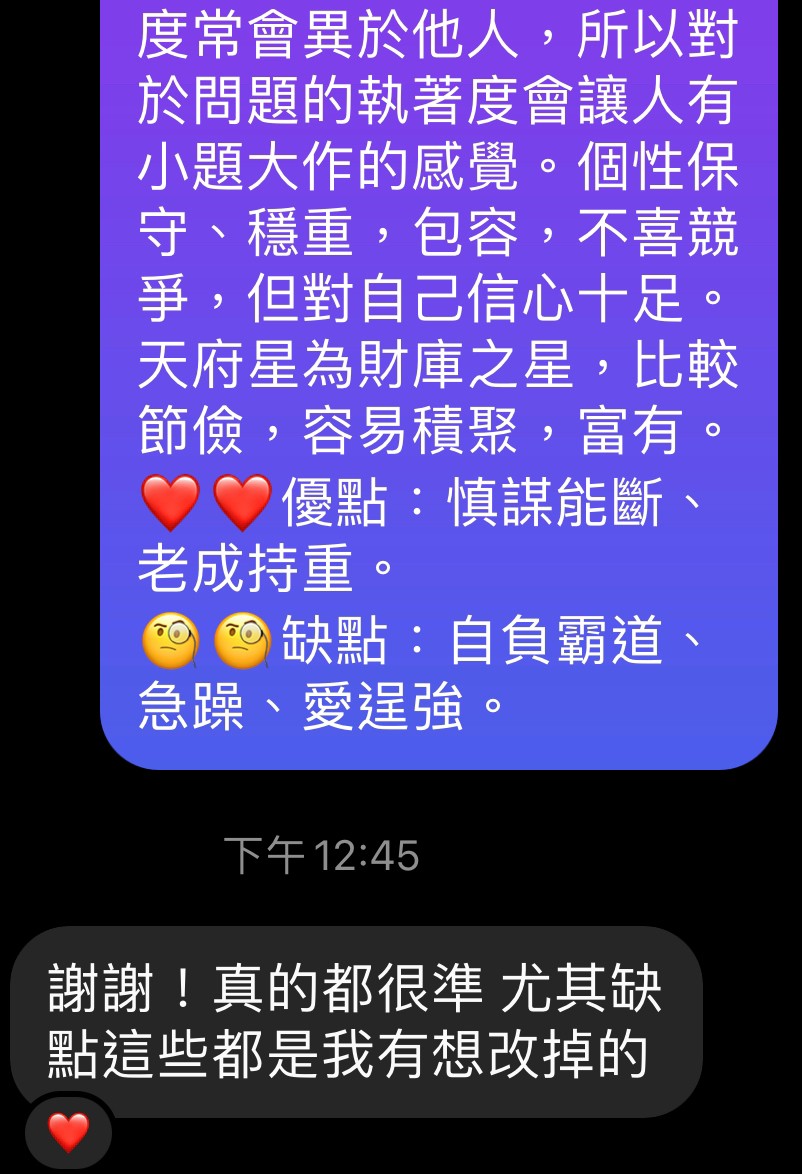 度常會異於他人，所以對
於問題的執著度會讓人有
小題大作的感覺。個性保
守、穩重，包容，不喜競
爭，但對自己信心十足。
天府星為財庫之星，比較
節儉，容易積聚，富有。
❤️❤️優點：慎謀能斷、
老成持重。
🧐🧐缺點：自負霸道、
急躁、愛逞強。
下午12:45
謝謝！真的都很準 尤其缺
點這些都是我有想改掉的
❤️